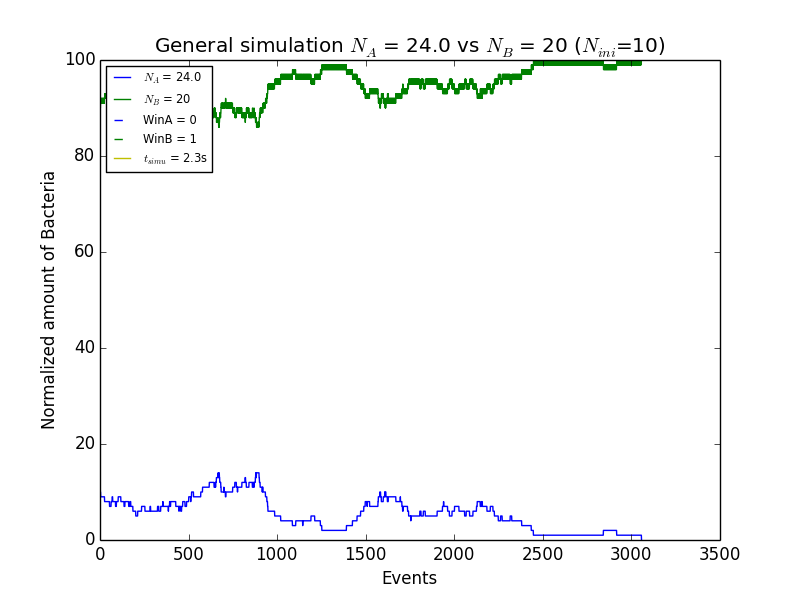 General simulation N_A = 24.0 vs N_B = 20 (N_ini=10)
Normalized amount of Bacteria
100
80
60
40
20
0
N_A = 24.0
N_B = 20
WinA = 0
WinB = 1
t_simu = 2.3s
0 500 1000 1500 2000 2500 3000 3500
Events